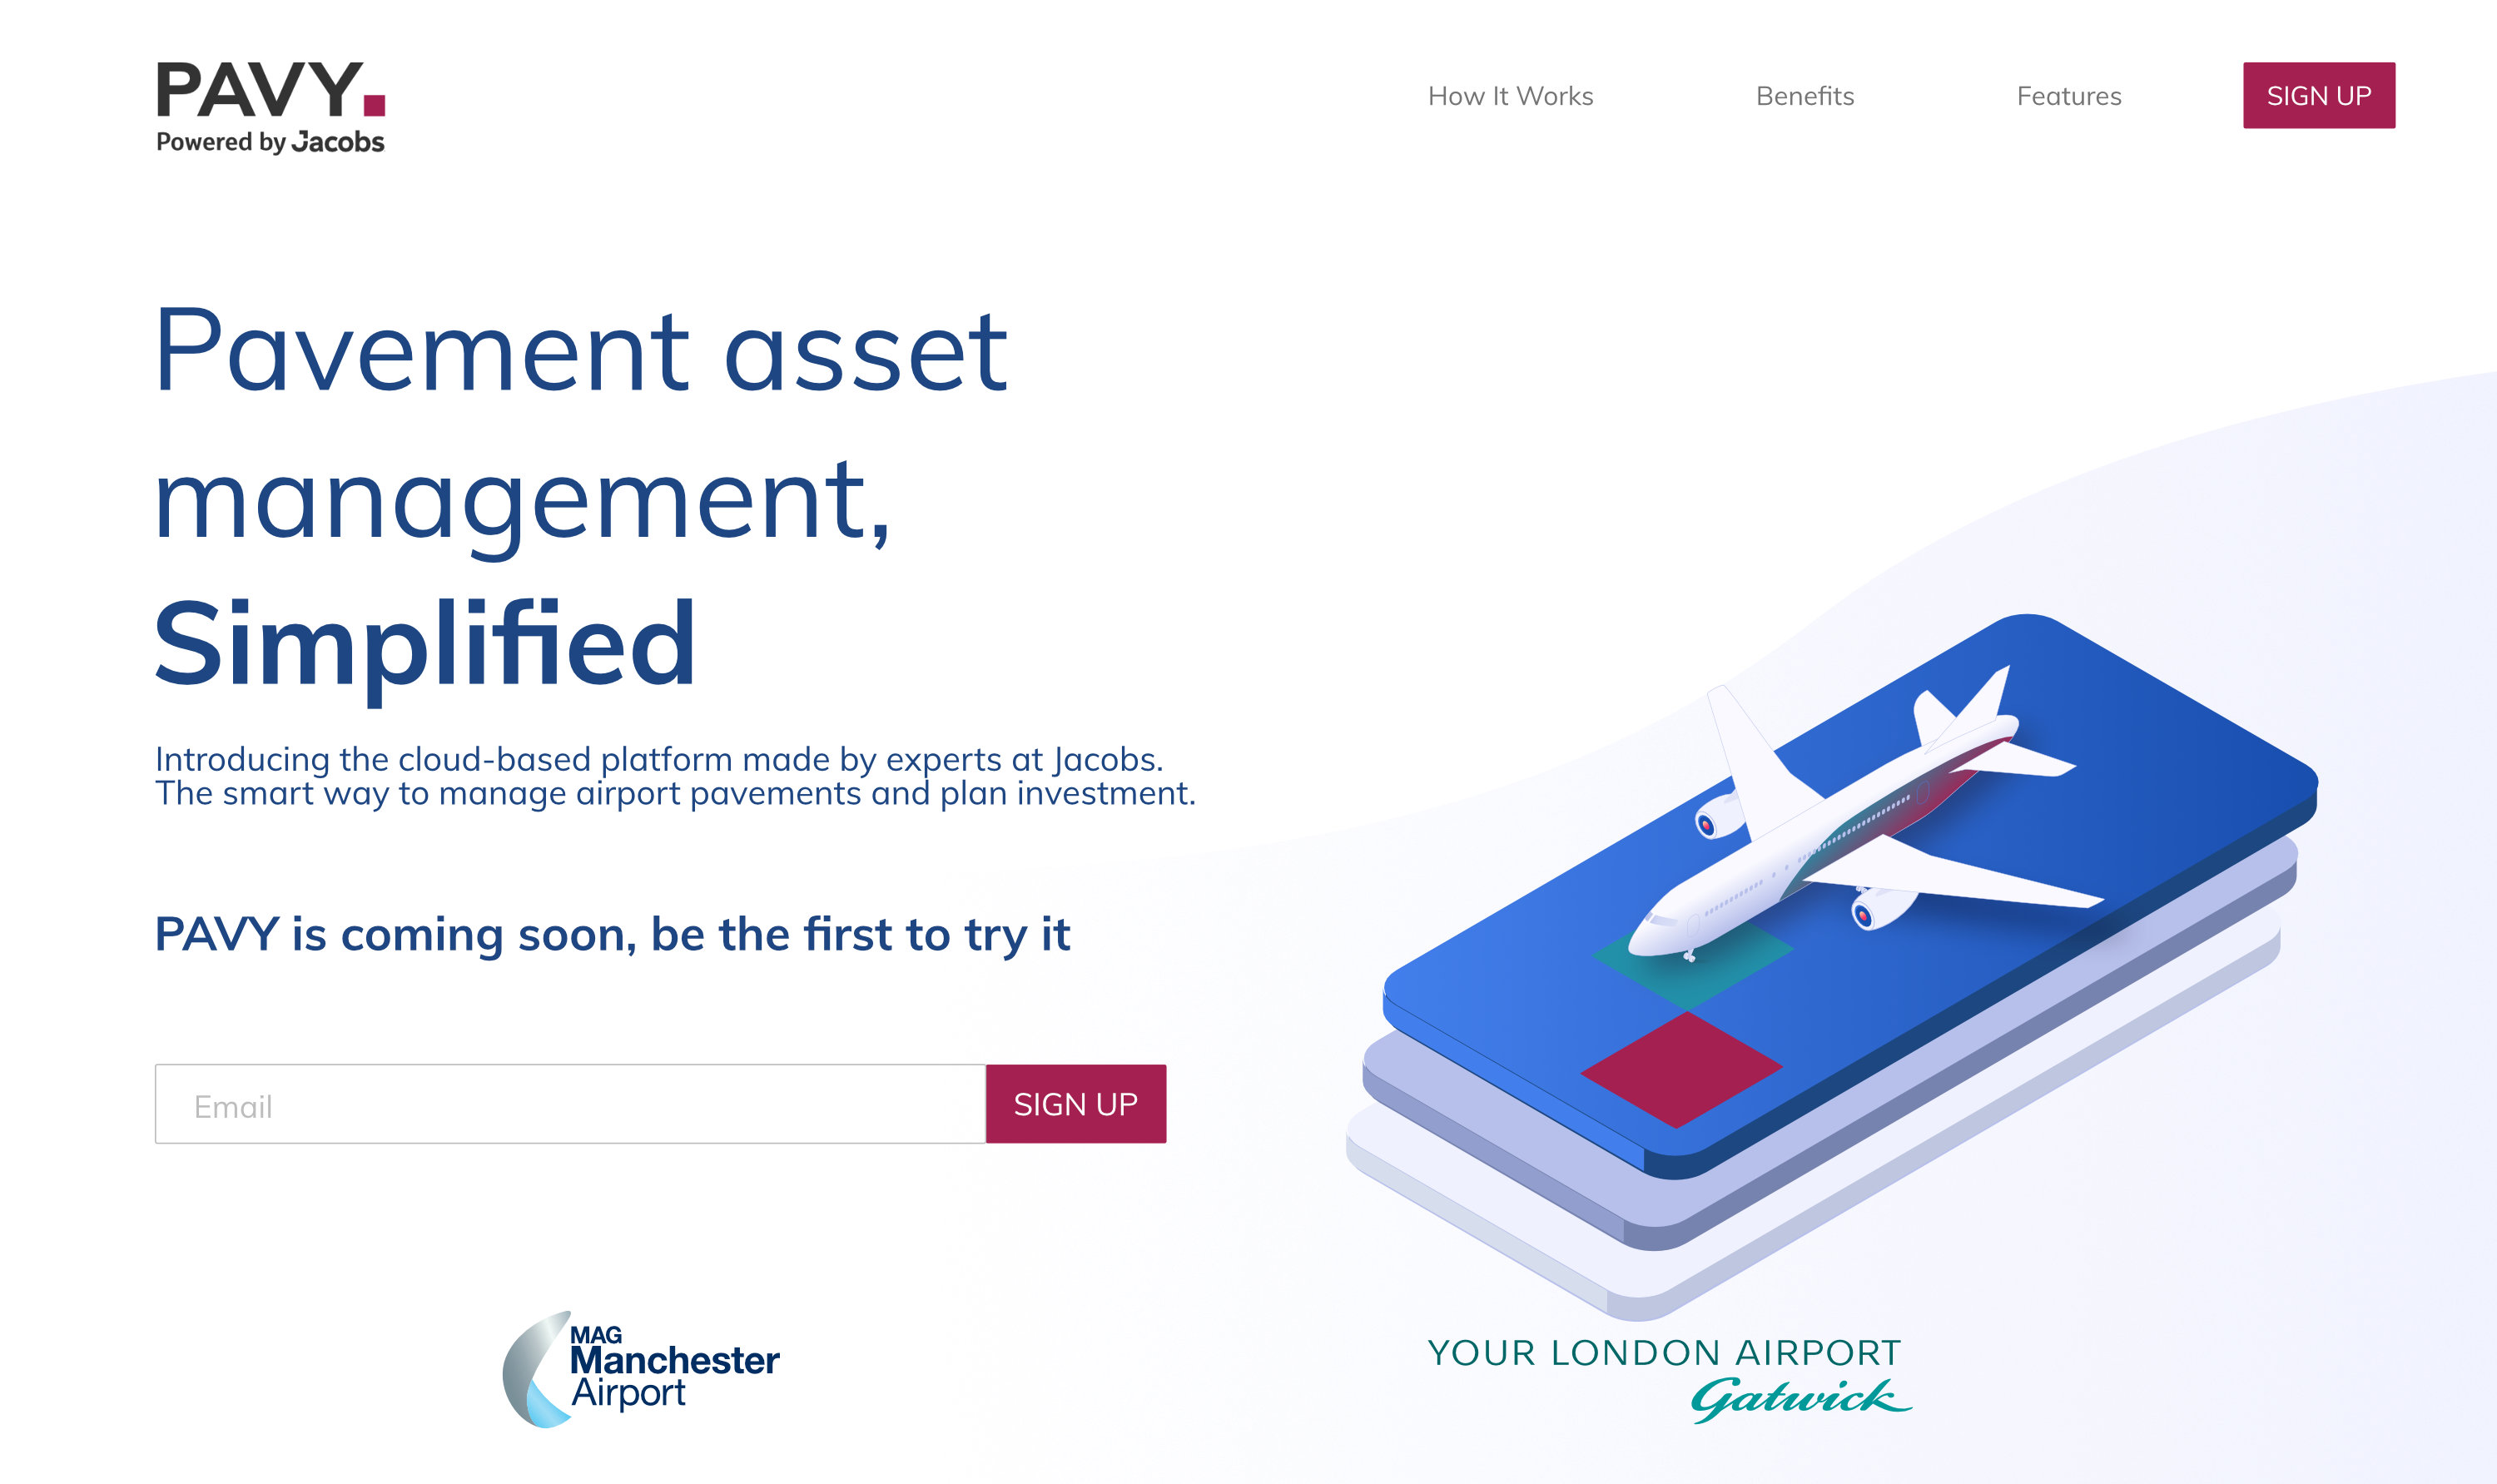 PAVY.
Powered by Jacobs
How It Works
Benefits
Features
SIGN UP
Pavement asset
management,
Simplified
Introducing the cloud-based platform made by experts at Jacobs.
The smart way to manage airport pavements and plan investment.
PAVY is coming soon, be the first to try it
Email
SIGN UP
MAG
Manchester
Airport
YOUR LONDON AIRPORT
Gatwick